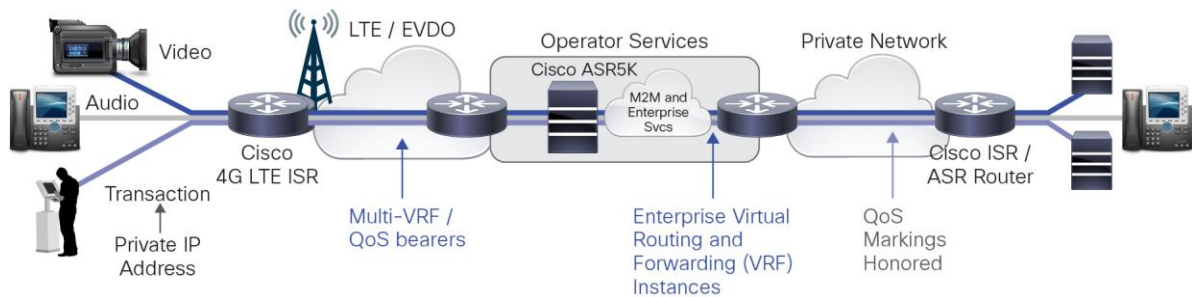 Video
Audio
Transaction
Private IP
Address
Cisco
4G LTE ISR
LTE / EVDO
Multi-VRF /
QoS bearers
Operator Services
Cisco ASR5K
M2M and
Enterprise
Svcs
Enterprise Virtual
Routing and
Forwarding (VRF)
Instances
Private Network
QoS
Markings
Honored
Cisco ISR /
ASR Router